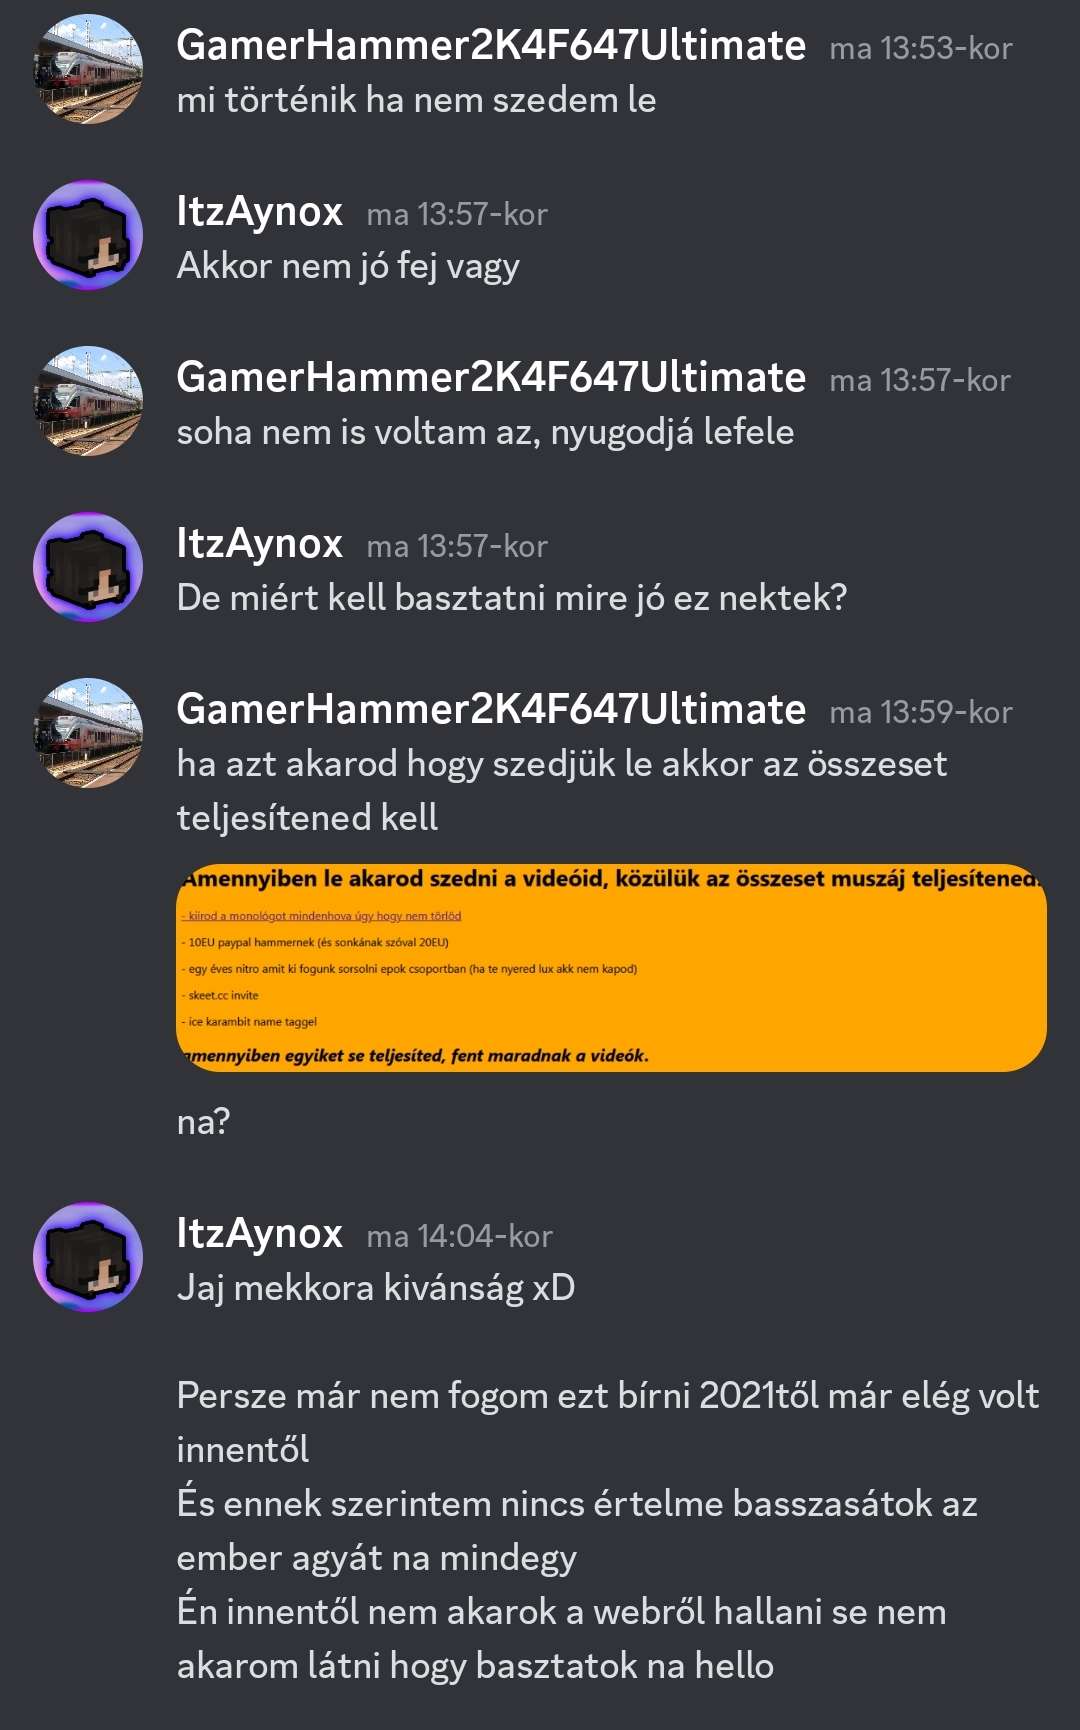 GamerHammer2K4F647Ultimate ma 13:53-kor
mi történik ha nem szedem le
ItzAynox ma 13:57-kor
Akkor nem jó fej vagy
GamerHammer2K4F647Ultimate ma 13:57-kor
soha nem is voltam az, nyugodjá lefele
ItzAynox ma 13:57-kor
De miért kell basztatni mire jó ez nektek?
GamerHammer2K4F647Ultimate ma 13:59-kor
ha azt akarod hogy szedjük le akkor az összeset
teljesítened kell
Amennyiben le akarod szedni a videóid, közülük az összeset muszáj teljesítened.
- kiírod a monológot mindenhova úgy hogy nem törlöd
- 10EU paypal hammernek (és sonkának szóval 20EU)
- egy éves nitro amit ki fogunk sorsolni epok csoportban (ha te nyered lux akk nem kapod)
- skeet.cc invite
- ice karambit name taggel
amennyiben egyiket se teljesíted, fent maradnak a videók.
na?
ItzAynox ma 14:04-kor
Jaj mekkora kivánság xD
Persze már nem fogom ezt bírni 2021től már elég volt
innentől
És ennek szerintem nincs értelme basszasátok az
ember agyát na mindegy
Én innentől nem akarok a webről hallani se nem
akarom látni hogy basztatok na hello